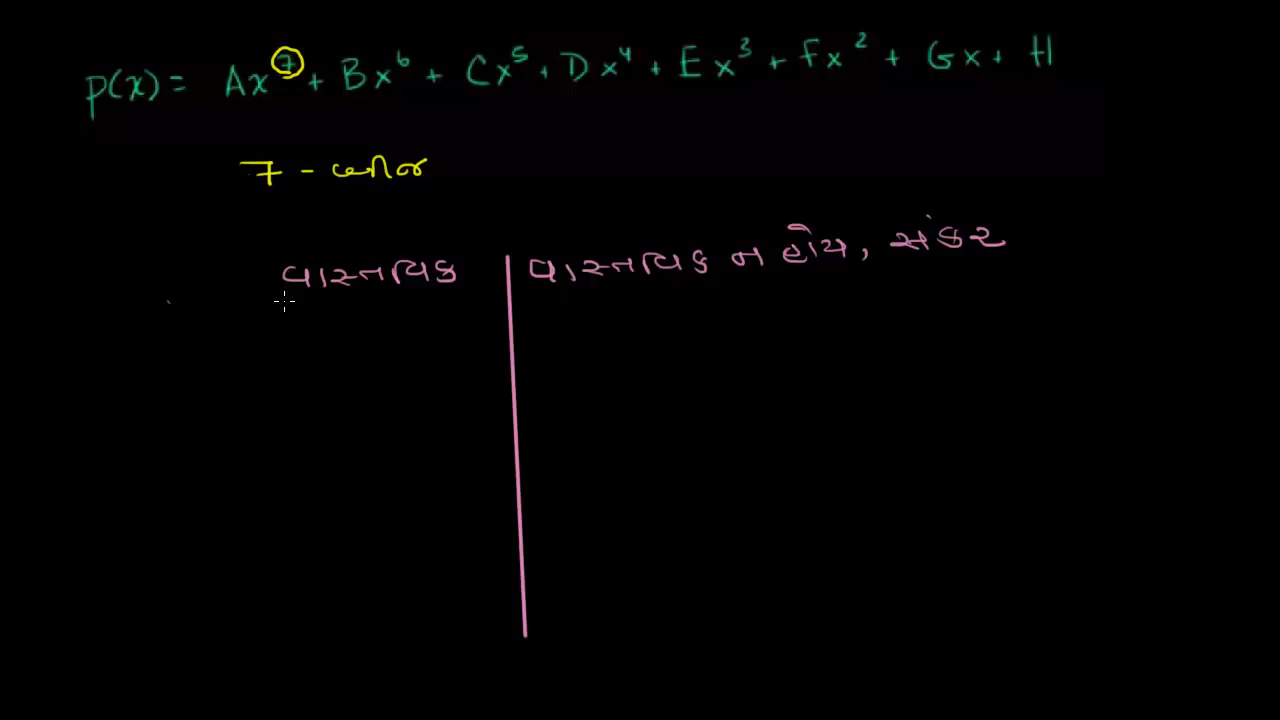 p(x) = Ax⁷ + Bx⁶ + Cx⁵ + Dx⁴ + Ex³ + Fx² + Gx + H
7 - બીજ
વાસ્તવિક વાસ્તવિક ન હોય, સંકર